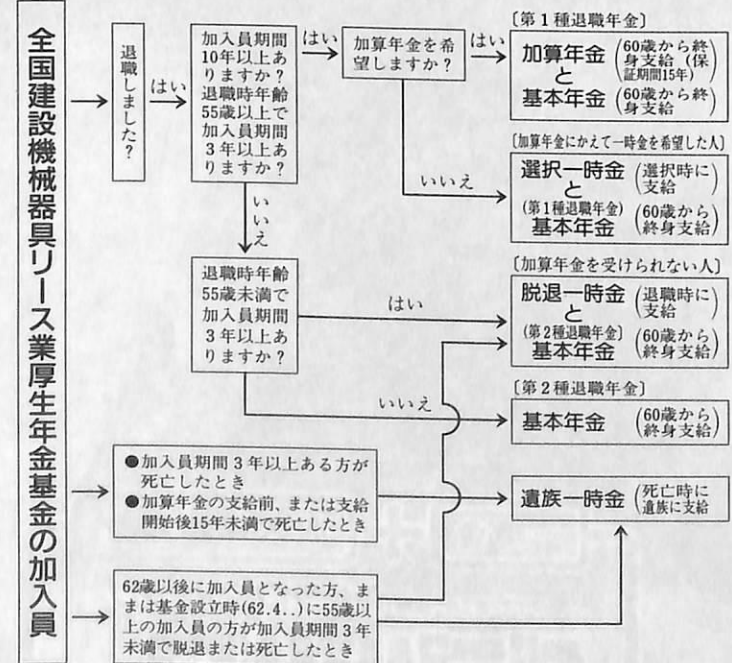 全国建設機械器具リース業厚生年金基金の加入員
退職しました?
はい
加入員期間
10年以上あ
りますか?
退職時年齢
55歳以上で
加入員期間
3年以上あ
りますか?
はい
加算年金を希
望しますか?
はい
〔第1種退職年金〕
加算年金(60歳から終
身支給(保
証期間15年)
と
基本年金(60歳から終
身支給)
いいえ
〔加算年金にかえて一時金を希望した人〕
選択一時金(選択時に
支給)
と
(第1種退職年金)
基本年金(60歳から
終身支給)
いいえ
退職時年齢
55歳未満で
加入員期間
3年以上あ
りますか?
はい
〔加算年金を受けられない人〕
脱退一時金(退職時に
支給)
と
(第2種退職年金〕
基本年金(60歳から
終身支給)
いいえ
〔第2種退職年金〕
基本年金(60歳から
終身支給)
●加入員期間3年以上ある方が
死亡したとき
●加算年金の支給前、または支給
開始後15年未満で死亡したとき
遺族一時金(死亡時に
遺族に支給
62歳以後に加入員となった方、ま
まは基金設立時(62.4..)に55歳以
上の加入員の方が加入員期間3年
未満で脱退または死亡したとき